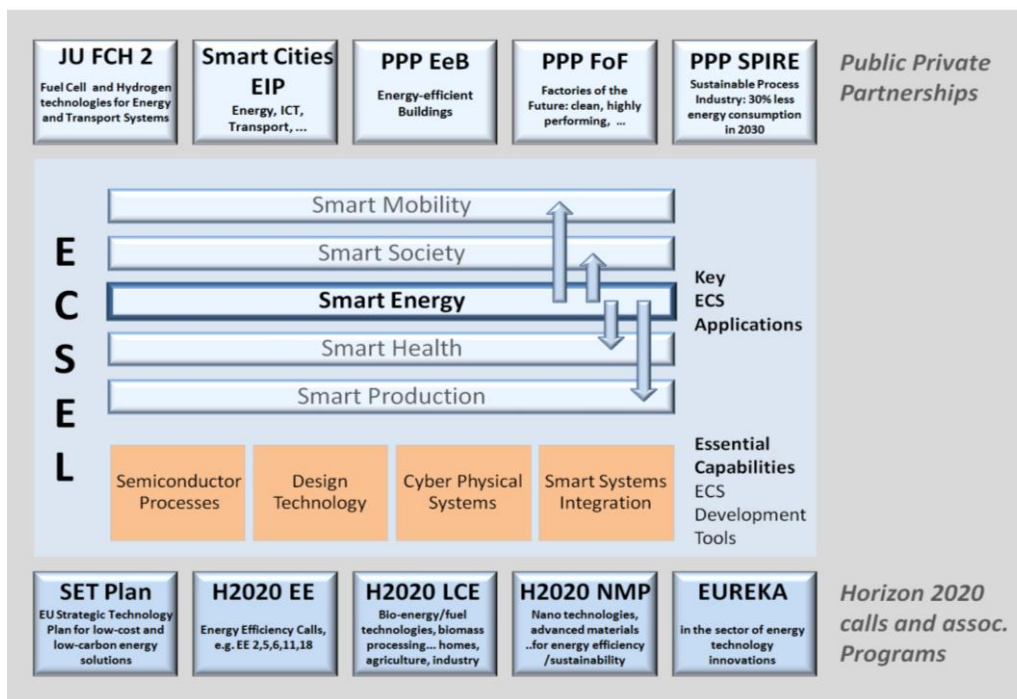 JU FCH 2
Fuel Cell and Hydrogen
technologies for Energy
and Transport Systems
Smart Cities
EIP
Energy, ICT,
Transport, ...
PPP EeB
Energy-efficient
Buildings
PPP FoF
Factories of the
Future: clean, highly
performing, ...
PPP SPIRE
Sustainable Process
Industry: 30% less
energy consumption
in 2030
Public Private
Partnerships
E
C
S
E
L
Smart Mobility
Smart Society
Smart Energy
Smart Health
Smart Production
Key
ECS
Applications
Semiconductor
Processes
Design
Technology
Cyber Physical
Systems
Smart Systems
Integration
Essential
Capabilities
ECS
Development
Tools
SET Plan
EU Strategic Technology
Plan for low-cost and
low-carbon energy
solutions
H2020 EE
Energy Efficiency Calls,
e.g. EE 2,5,6,11,18
H2020 LCE
Bio-energy/fuel
technologies, biomass
processing... homes,
agriculture, industry
H2020 NMP
Nano technologies,
advanced materials
..for energy efficiency
/sustainability
EUREKA
in the sector of energy
technology
innovations
Horizon 2020
calls and assoc.
Programs